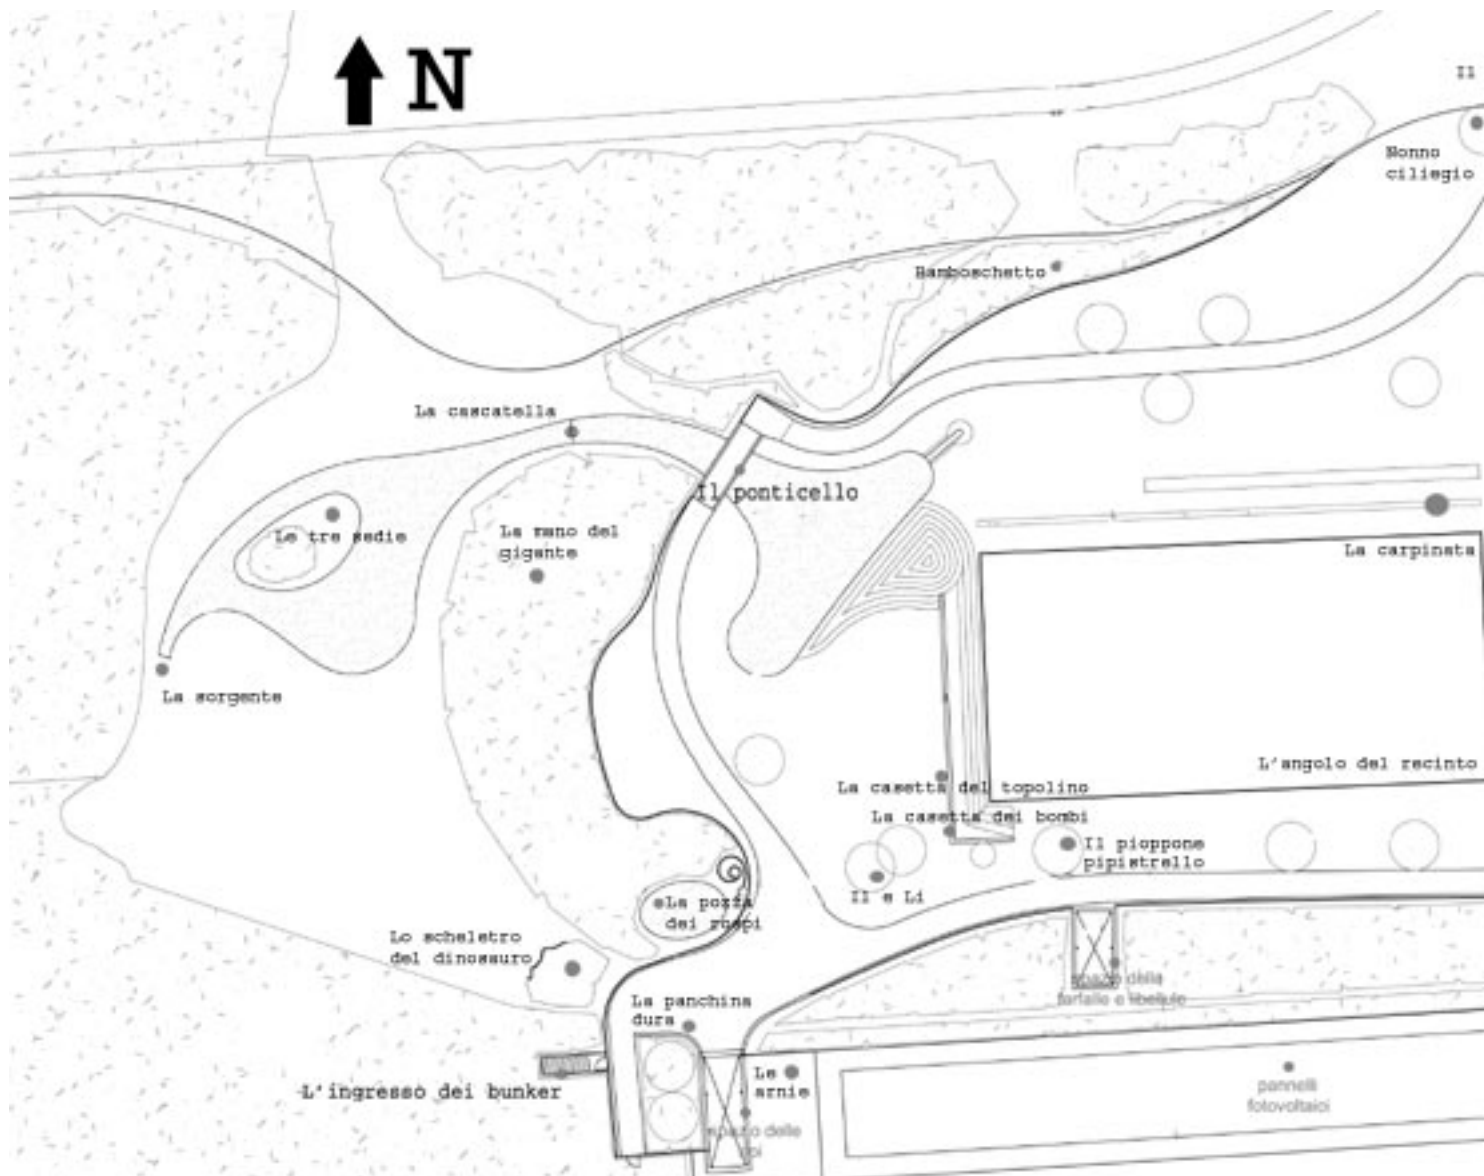 N
Il
Nonno
ciliegio
Bamboschetto
La cascatella
Il ponticello
Le tre sedie
La mano del
gigante
La carpinata
La sorgente
L'angolo del recinto
La casetta del topolino
La casetta dei bombi
Il pioppone
pipistrello
Il e Li
La pozza
dei rospi
Lo scheletro
del dinosauro
spazio della
farfalle e libellule
La panchina
dura
L'ingresso dei bunker
Le
arnie
pannelli
fotovoltaici
spazio delle